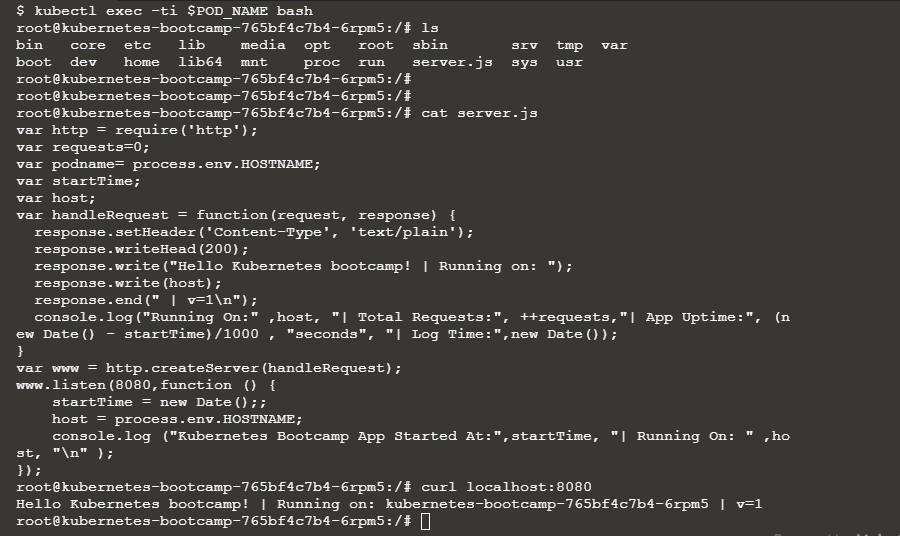 $ kubectl exec -ti $POD_NAME bash
root@kubernetes-bootcamp-765bf4c7b4-6rpm5:/# ls
bin   core  etc   lib    media  opt   root  sbin       srv  tmp  var
boot  dev   home  lib64  mnt    proc  run   server.js  sys  usr
root@kubernetes-bootcamp-765bf4c7b4-6rpm5:/#
root@kubernetes-bootcamp-765bf4c7b4-6rpm5:/#
root@kubernetes-bootcamp-765bf4c7b4-6rpm5:/# cat server.js
var http = require('http');
var requests=0;
var podname= process.env.HOSTNAME;
var startTime;
var host;
var handleRequest = function(request, response) {
  response.setHeader('Content-Type', 'text/plain');
  response.writeHead(200);
  response.write("Hello Kubernetes bootcamp! | Running on: ");
  response.write(host);
  response.end(" | v=1\n");
  console.log("Running On:" ,host, "| Total Requests:", ++requests,"| App Uptime:", (n
ew Date() - startTime)/1000 , "seconds", "| Log Time:",new Date());
}
var www = http.createServer(handleRequest);
www.listen(8080,function () {
    startTime = new Date();;
    host = process.env.HOSTNAME;
    console.log ("Kubernetes Bootcamp App Started At:",startTime, "| Running On: " ,ho
st, "\n" );
});
root@kubernetes-bootcamp-765bf4c7b4-6rpm5:/# curl localhost:8080
Hello Kubernetes bootcamp! | Running on: kubernetes-bootcamp-765bf4c7b4-6rpm5 | v=1
root@kubernetes-bootcamp-765bf4c7b4-6rpm5:/#